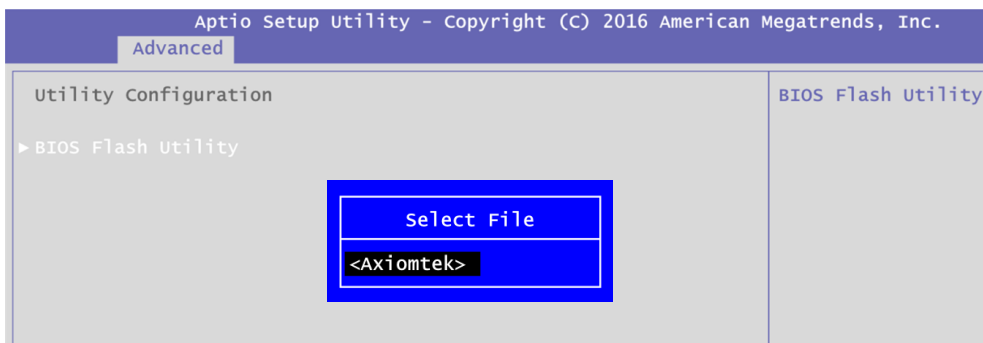 Aptio Setup Utility - Copyright (C) 2016 American Megatrends, Inc.
Advanced
Utility Configuration
BIOS Flash Utility
►BIOS Flash Utility
Select File
<Axiomtek>